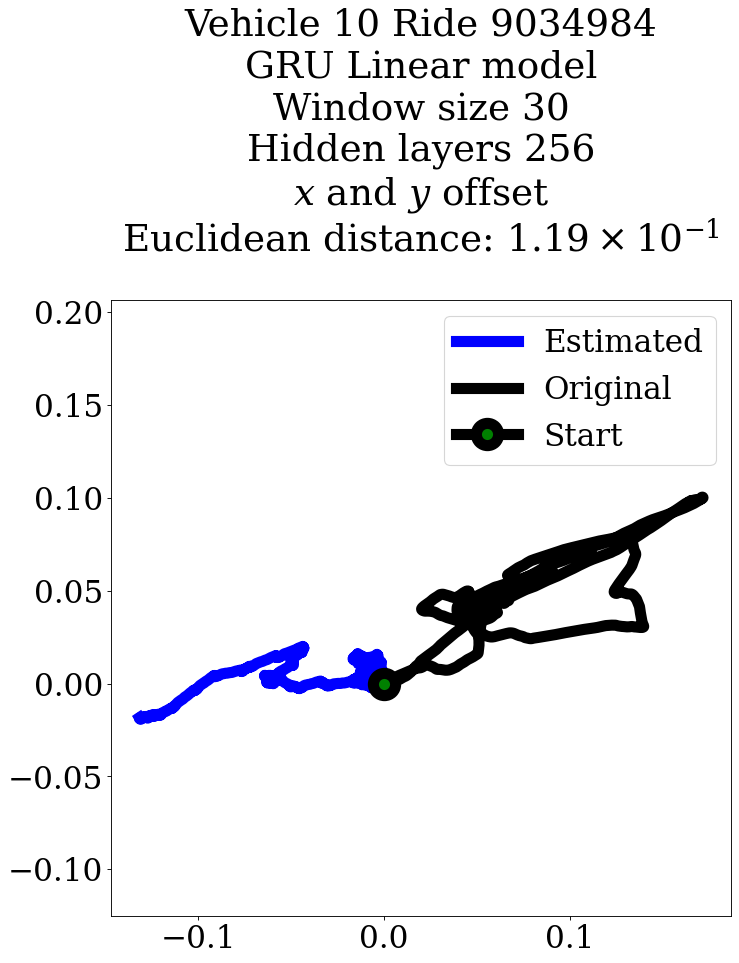 Vehicle 10 Ride 9034984
GRU Linear model
Window size 30
Hidden layers 256
x and y offset
Euclidean distance: 1.19 × 10⁻¹
Estimated
Original
Start
0.20
0.15
0.10
0.05
0.00
−0.05
−0.10
−0.1
0.0
0.1